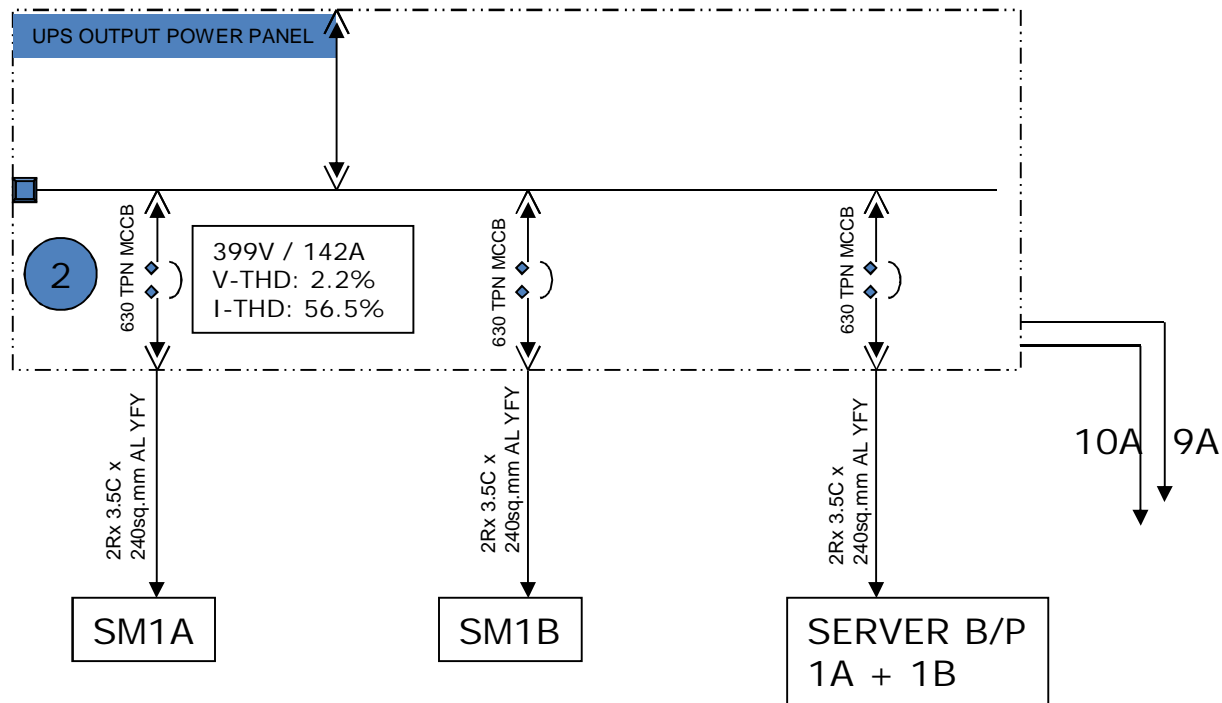 UPS OUTPUT POWER PANEL
2
630 TPN MCCB
399V / 142A
V-THD: 2.2%
I-THD: 56.5%
630 TPN MCCB
630 TPN MCCB
2Rx 3.5C x
240sq.mm AL YFY
2Rx 3.5C x
240sq.mm AL YFY
2Rx 3.5C x
240sq.mm AL YFY
10A
9A
SM1A
SM1B
SERVER B/P
1A + 1B